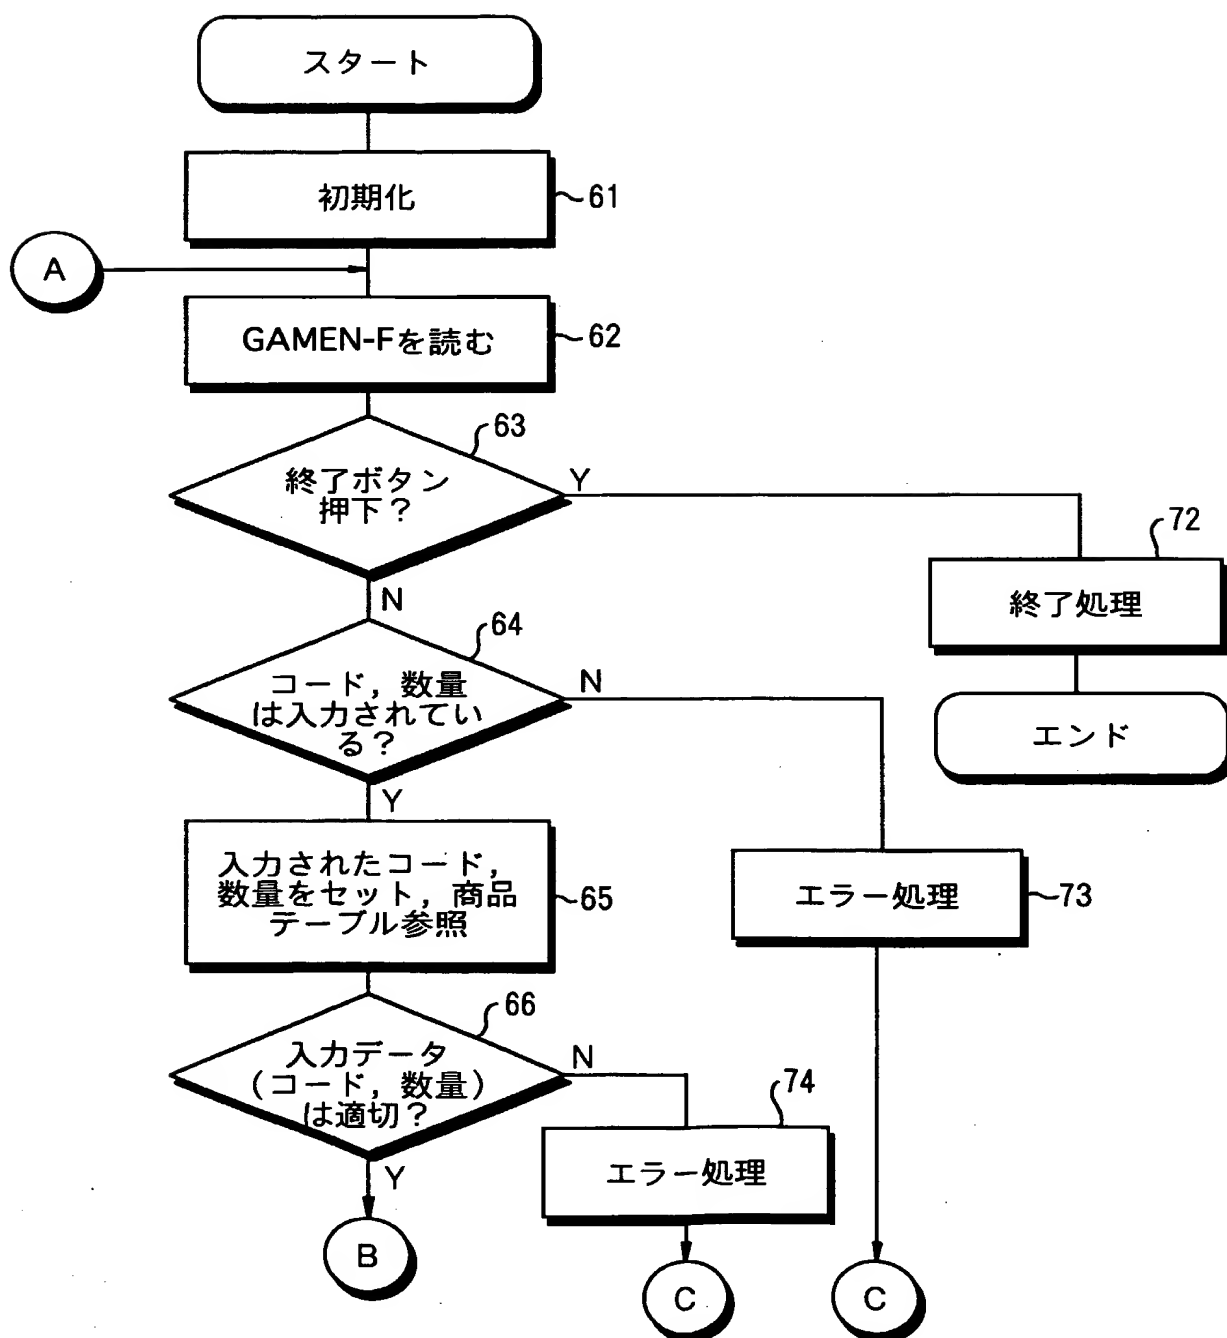 スタート
初期化
61
A
GAMEN-Fを読む
62
63
終了ボタン
押下？
Y
N
72
終了処理
エンド
64
コード，数量
は入力されてい
る？
N
Y
入力されたコード，
数量をセット，商品
テーブル参照
65
エラー処理
73
66
入力データ
(コード，数量)
は適切？
N
Y
74
エラー処理
B
C
C